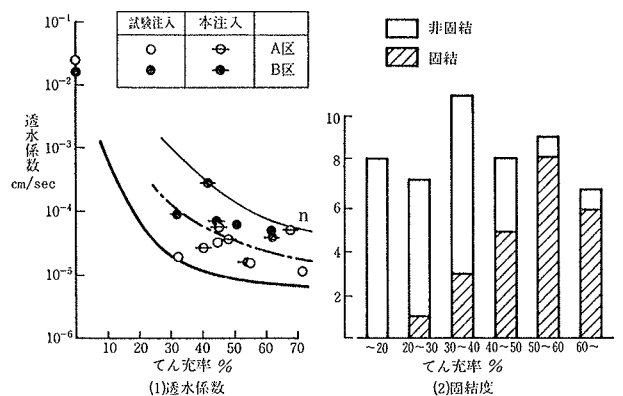 試験注入 本注入
A区
B区
10⁻¹
10⁻²
10⁻³
10⁻⁴
10⁻⁵
10⁻⁶
透水係数
cm/sec
n
10 20 30 40 50 60 70
てん充率 %
(1)透水係数
非固結
固結
10
8
6
4
2
~20 20~30 30~40 40~50 50~60 60~
てん充率 %
(2)固結度